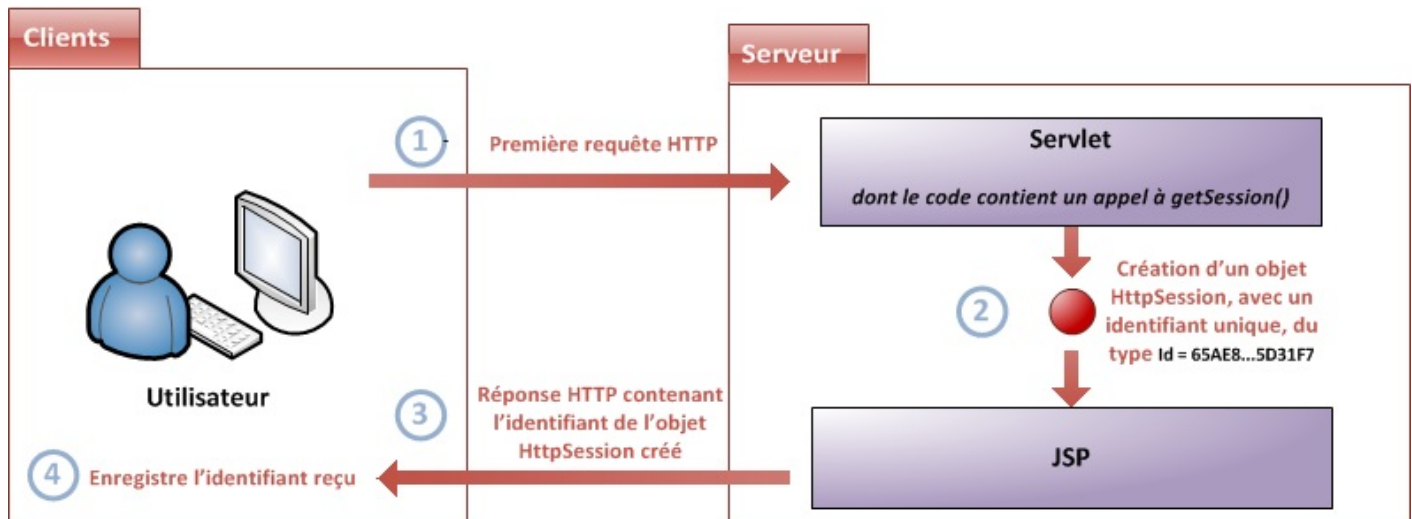 Clients
Serveur
1
Première requête HTTP
Servlet
dont le code contient un appel à getSession()
2
Création d'un objet
HttpSession, avec un
identifiant unique, du
type Id = 65AE8...5D31F7
Utilisateur
3
Réponse HTTP contenant
l'identifiant de l'objet
HttpSession créé
JSP
4
Enregistre l'identifiant reçu